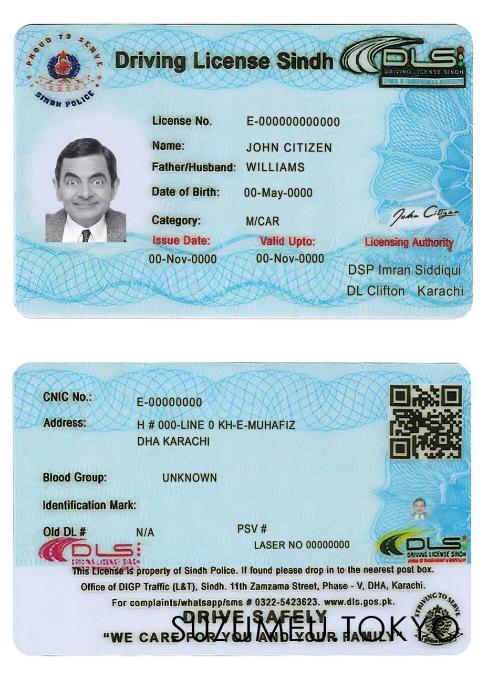 PROUD TO SERVE
SINDH POLICE
Driving License Sindh
DLS
DRIVING LICENSE SINDH
License No. E-000000000000
Name: JOHN CITIZEN
Father/Husband: WILLIAMS
Date of Birth: 00-May-0000
Category: M/CAR
John Citizen
Issue Date: Valid Upto: Licensing Authority
00-Nov-0000 00-Nov-0000
DSP Imran Siddiqui
DL Clifton Karachi
CNIC No.: E-00000000
Address: H # 000-LINE 0 KH-E-MUHAFIZ
DHA KARACHI
Blood Group: UNKNOWN
Identification Mark:
Old DL # N/A PSV #
LASER NO 00000000
DLS
DRIVING LICENSE SINDH
DLS
DRIVING LICENSE SINDH
This License is property of Sindh Police. If found please drop in to the nearest post box.
Office of DIGP Traffic (L&T), Sindh. 11th Zamzama Street, Phase - V, DHA, Karachi.
For complaints/whatsapp/sms # 0322-5423623. www.dls.gos.pk.
DRIVE SAFELY
"WE CARE FOR YOU AND YOUR FAMILY"
DRIVING TO SERVE
SUZUMEII.TOKYO